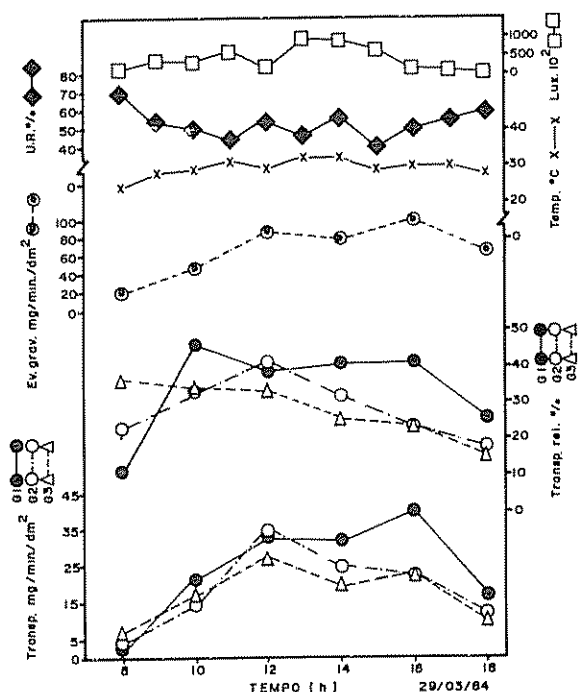 U.R.%
80
70
60
50
40
0
Ev. grav. mg/min./dm²
100
80
60
40
20
0
G1
G2
G3
Transp. mg/min/dm²
45
35
25
15
5
0
1000
500
0
Lux. 10²
40
30
20
0
Temp. °C X——X
50
40
30
20
10
0
G1
G2
G3
Transp rel. %
8
10
12
14
16
18
TEMPO [h]
29/03/84